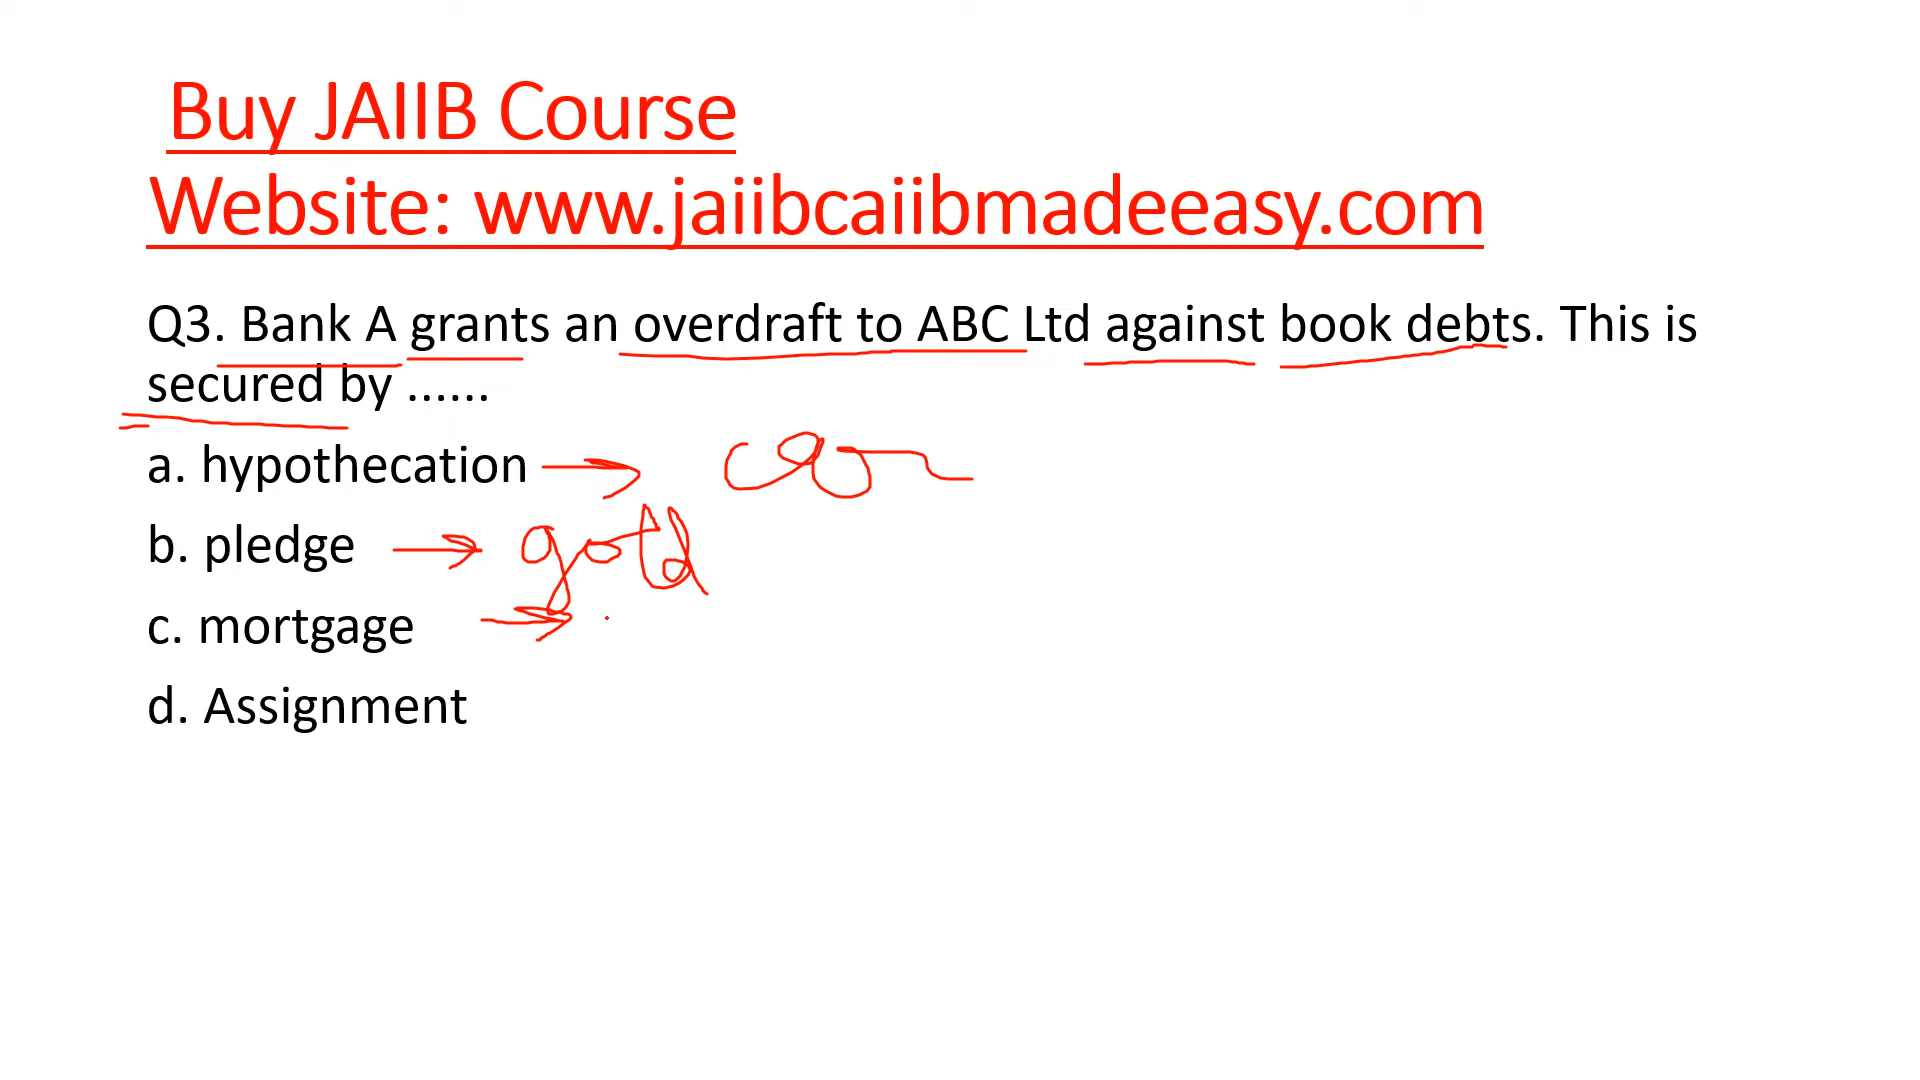 Buy JAIIB Course
Website: www.jaiibcaiibmadeeasy.com
Q3. Bank A grants an overdraft to ABC Ltd against book debts. This is
secured by ......
a. hypothecation
b. pledge gold
c. mortgage
d. Assignment